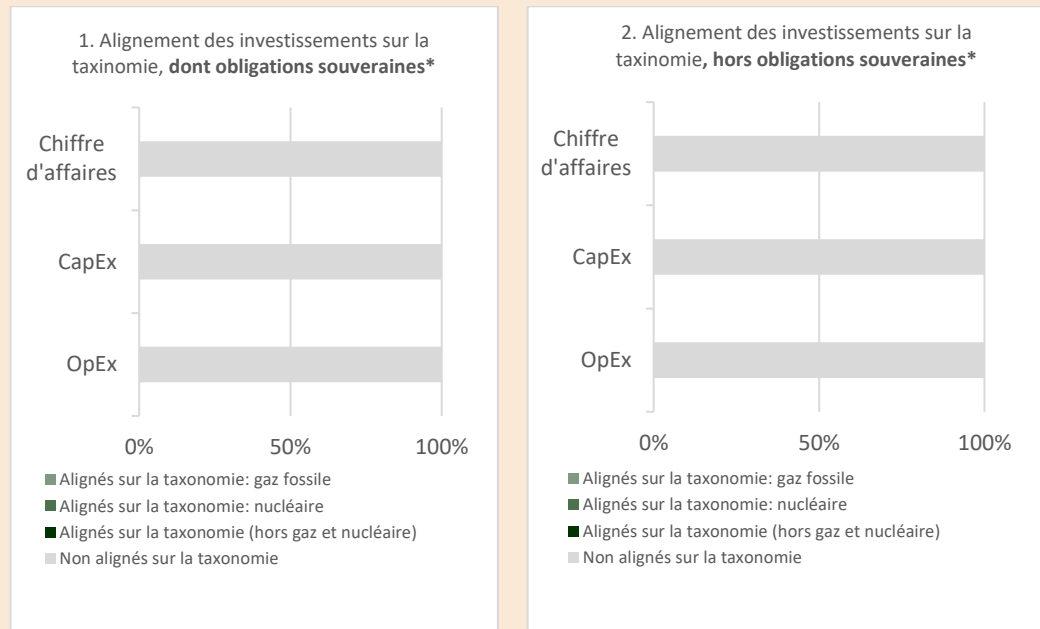 1. Alignement des investissements sur la
taxinomie, dont obligations souveraines*
Chiffre
d'affaires
CapEx
OpEx
0% 50% 100%
Alignés sur la taxonomie: gaz fossile
Alignés sur la taxonomie: nucléaire
Alignés sur la taxonomie (hors gaz et nucléaire)
Non alignés sur la taxonomie
2. Alignement des investissements sur la
taxinomie, hors obligations souveraines*
Chiffre
d'affaires
CapEx
OpEx
0% 50% 100%
Alignés sur la taxonomie: gaz fossile
Alignés sur la taxonomie: nucléaire
Alignés sur la taxonomie (hors gaz et nucléaire)
Non alignés sur la taxonomie